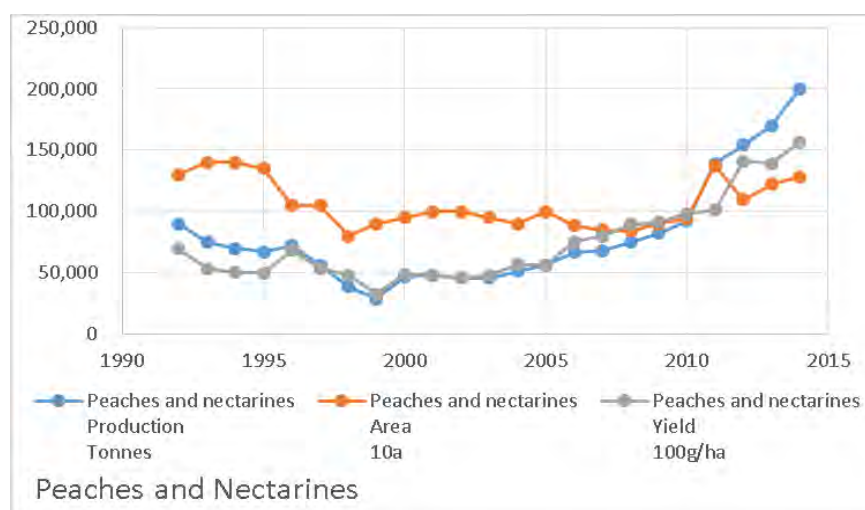 250,000
200,000
150,000
100,000
50,000
0
1990 1995 2000 2005 2010 2015
Peaches and nectarines Production Tonnes
Peaches and nectarines Area 10a
Peaches and nectarines Yield 100g/ha
Peaches and Nectarines